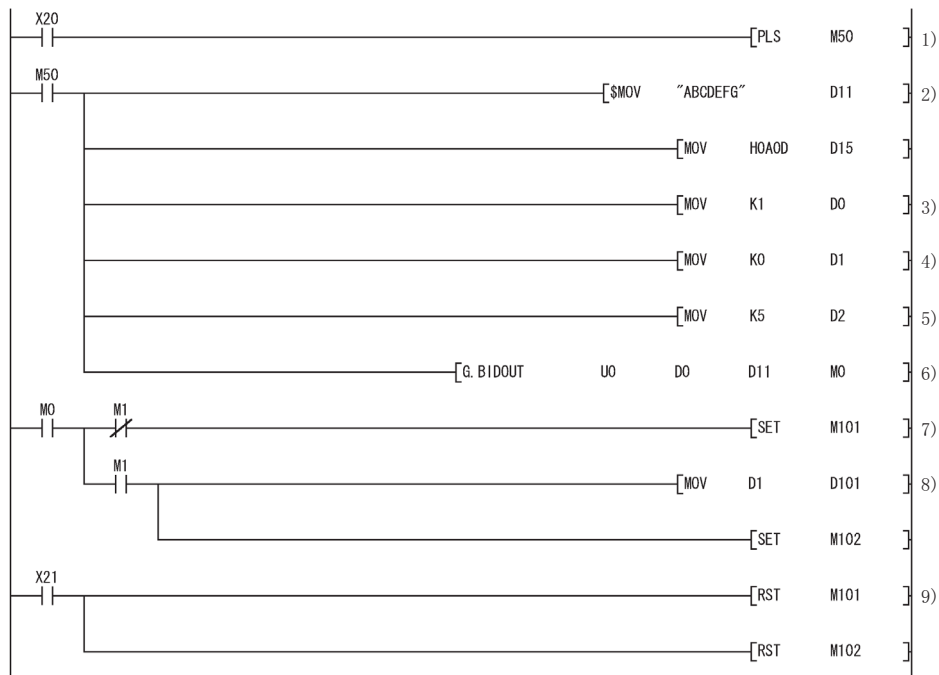 X20
[PLS M50 ] 1)
M50
[$MOV "ABCDEFG" D11 ] 2)
[MOV H0A0D D15 ]
[MOV K1 D0 ] 3)
[MOV K0 D1 ] 4)
[MOV K5 D2 ] 5)
[G.BIDOUT U0 D0 D11 M0 ] 6)
M0 M1
[SET M101 ] 7)
M1
[MOV D1 D101 ] 8)
[SET M102 ]
X21
[RST M101 ] 9)
[RST M102 ]